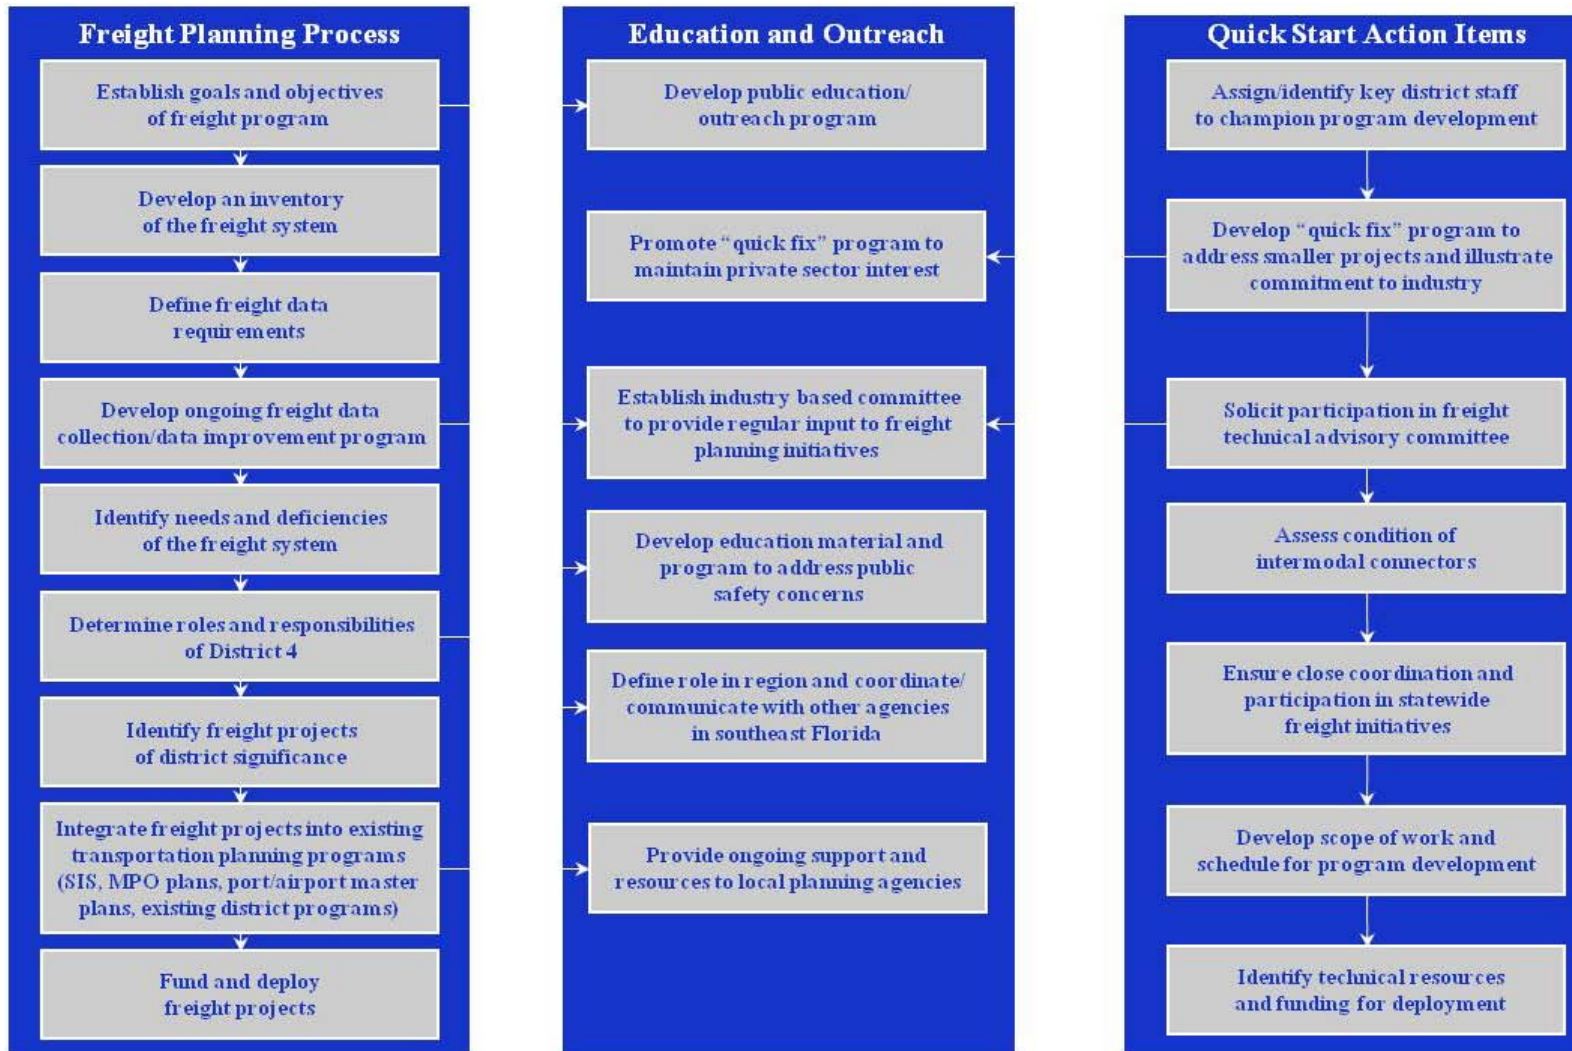 Freight Planning Process
Establish goals and objectives
of freight program
Develop an inventory
of the freight system
Define freight data
requirements
Develop ongoing freight data
collection/data improvement program
Identify needs and deficiencies
of the freight system
Determine roles and responsibilities
of District 4
Identify freight projects
of district significance
Integrate freight projects into existing
transportation planning programs
(SIS, MPO plans, port/airport master
plans, existing district programs)
Fund and deploy
freight projects
Education and Outreach
Develop public education/
outreach program
Promote “quick fix” program to
maintain private sector interest
Establish industry based committee
to provide regular input to freight
planning initiatives
Develop education material and
program to address public
safety concerns
Define role in region and coordinate/
communicate with other agencies
in southeast Florida
Provide ongoing support and
resources to local planning agencies
Quick Start Action Items
Assign/identify key district staff
to champion program development
Develop “quick fix” program to
address smaller projects and illustrate
commitment to industry
Solicit participation in freight
technical advisory committee
Assess condition of
intermodal connectors
Ensure close coordination and
participation in statewide
freight initiatives
Develop scope of work and
schedule for program development
Identify technical resources
and funding for deployment